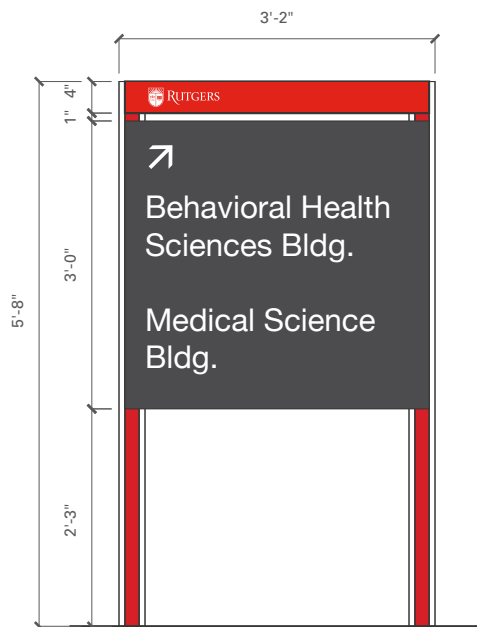 3'-2"
4"
RUTGERS
1"
Behavioral Health
Sciences Bldg.
3'-0"
5'-8"
Medical Science
Bldg.
2'-3"